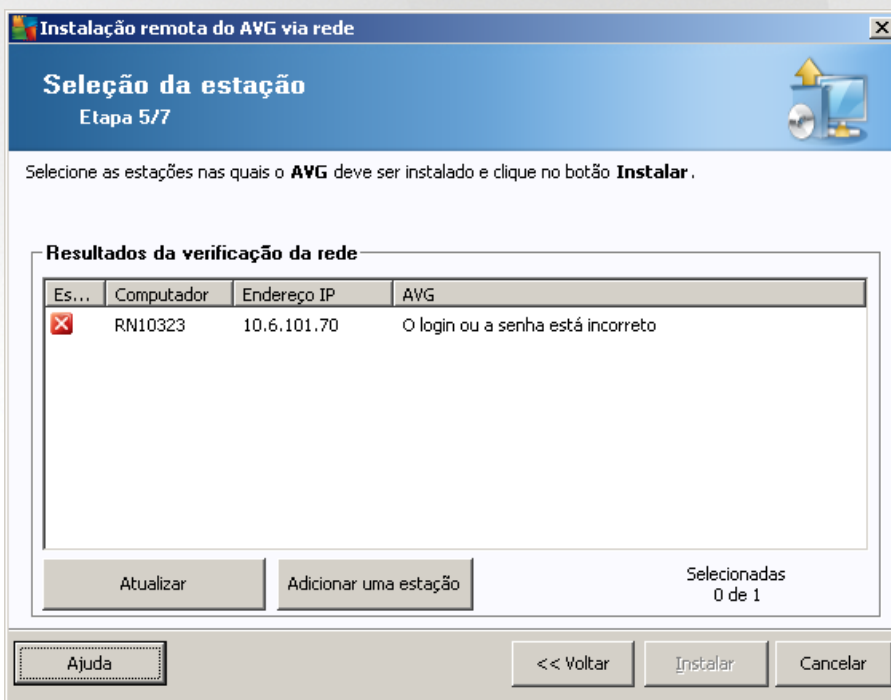 Instalação remota do AVG via rede
Seleção da estação
Etapa 5/7
Selecione as estações nas quais o AVG deve ser instalado e clique no botão Instalar.
Resultados da verificação da rede
Es... Computador Endereço IP AVG
RN10323 10.6.101.70 O login ou a senha está incorreto
Atualizar Adicionar uma estação Selecionadas
0 de 1
Ajuda << Voltar Instalar Cancelar